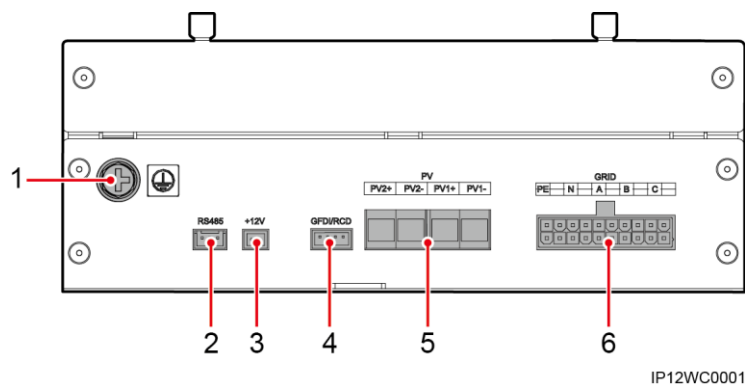 PV
GRID
PV2+ PV2- PV1+ PV1-
PE N A B C
1
RS485 +12V GFDI/RCD
2 3 4 5 6
IP12WC0001